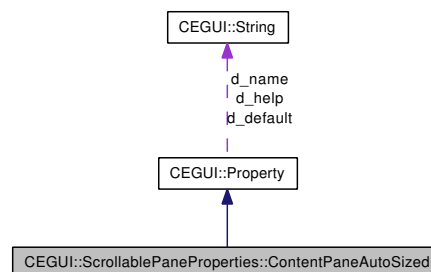 CEGUI::String
d_name
d_help
d_default
CEGUI::Property
CEGUI::ScrollablePaneProperties::ContentPaneAutoSized